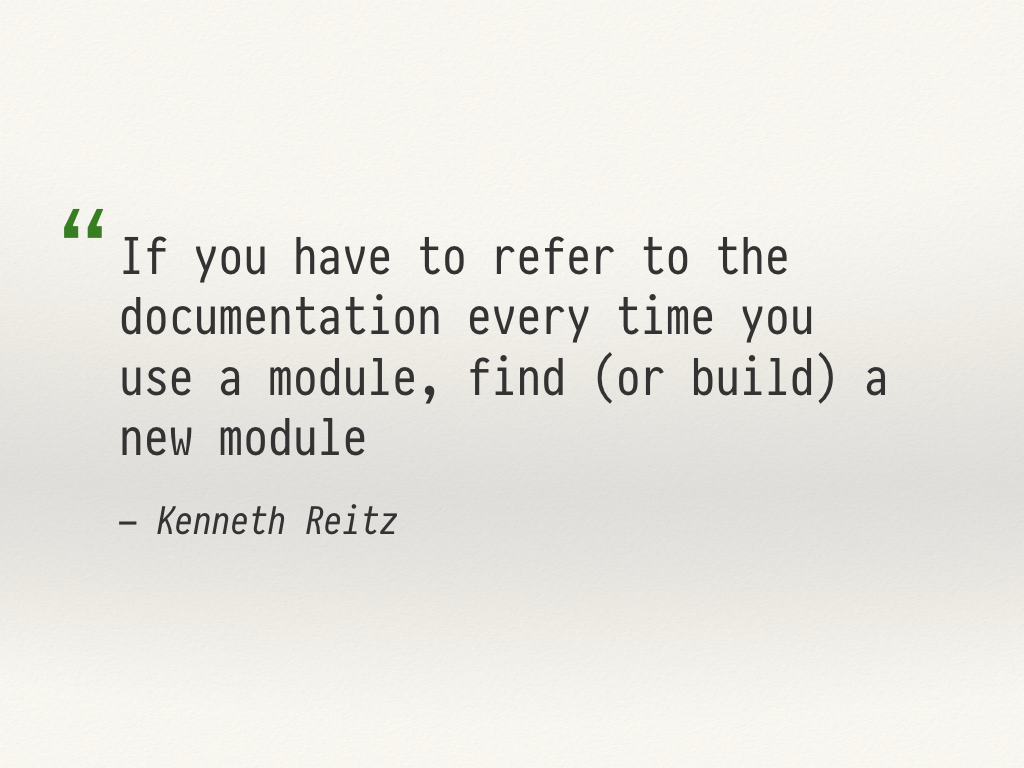 “If you have to refer to the
documentation every time you
use a module, find (or build) a
new module
– Kenneth Reitz